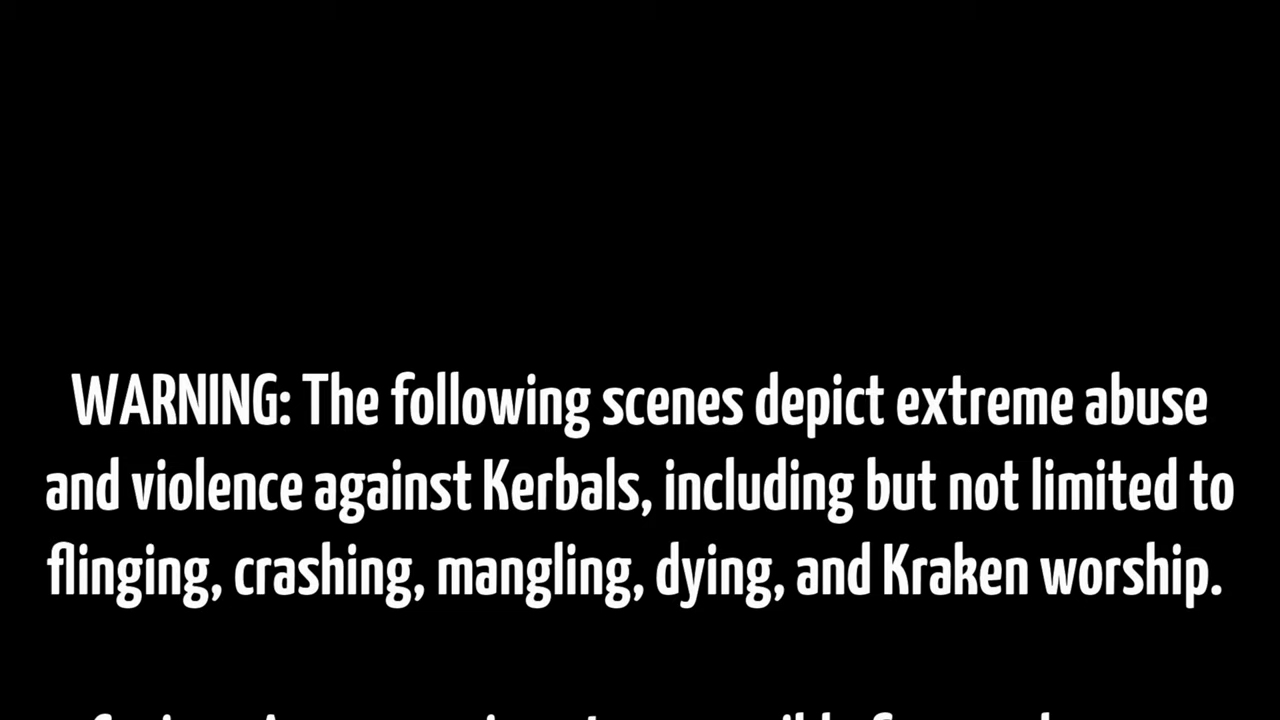 WARNING: The following scenes depict extreme abuse
and violence against Kerbals, including but not limited to
flinging, crashing, mangling, dying, and Kraken worship.